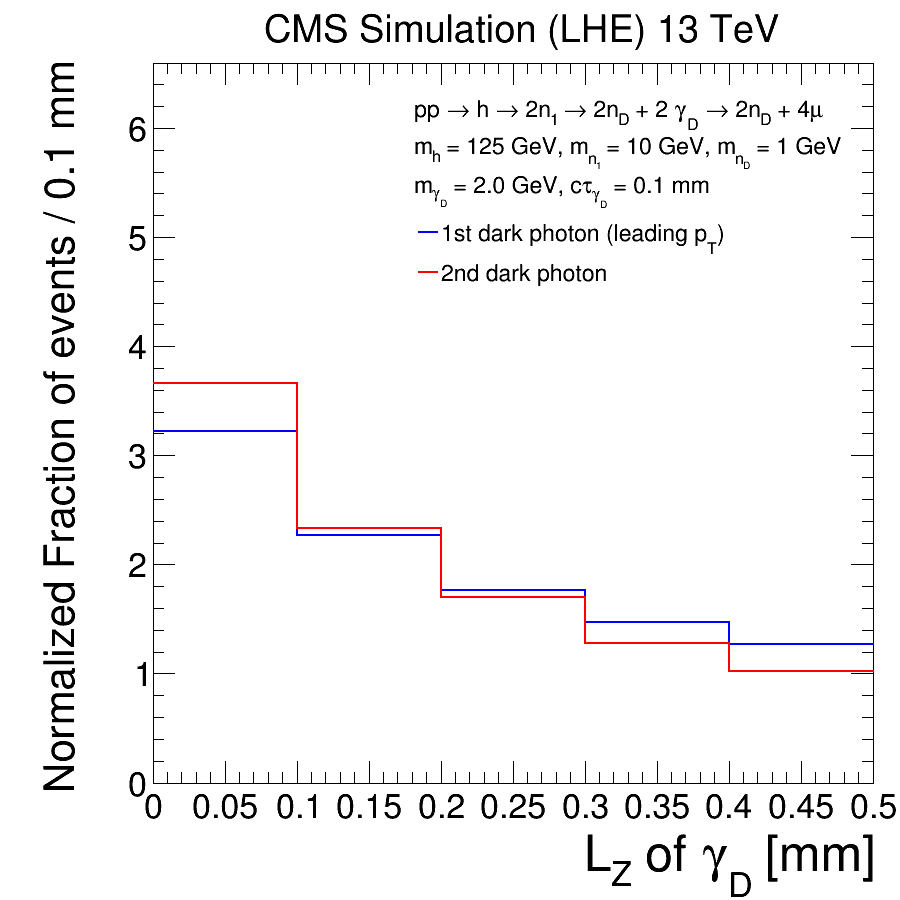 CMS Simulation (LHE) 13 TeV
pp → h → 2n1 → 2nD + 2 γD → 2nD + 4μ
mh = 125 GeV, mn1 = 10 GeV, mnD = 1 GeV
mγD = 2.0 GeV, cτγD = 0.1 mm
1st dark photon (leading pT)
2nd dark photon
Normalized Fraction of events / 0.1 mm
6
5
4
3
2
1
0
0 0.05 0.1 0.15 0.2 0.25 0.3 0.35 0.4 0.45 0.5
LZ of γD [mm]